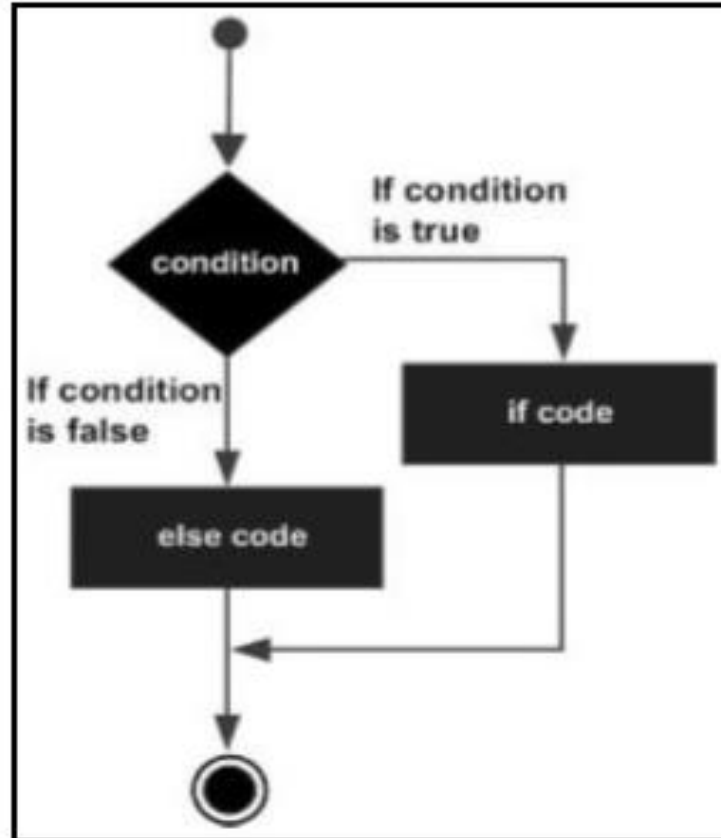 If condition
is true
condition
If condition
is false
if code
else code